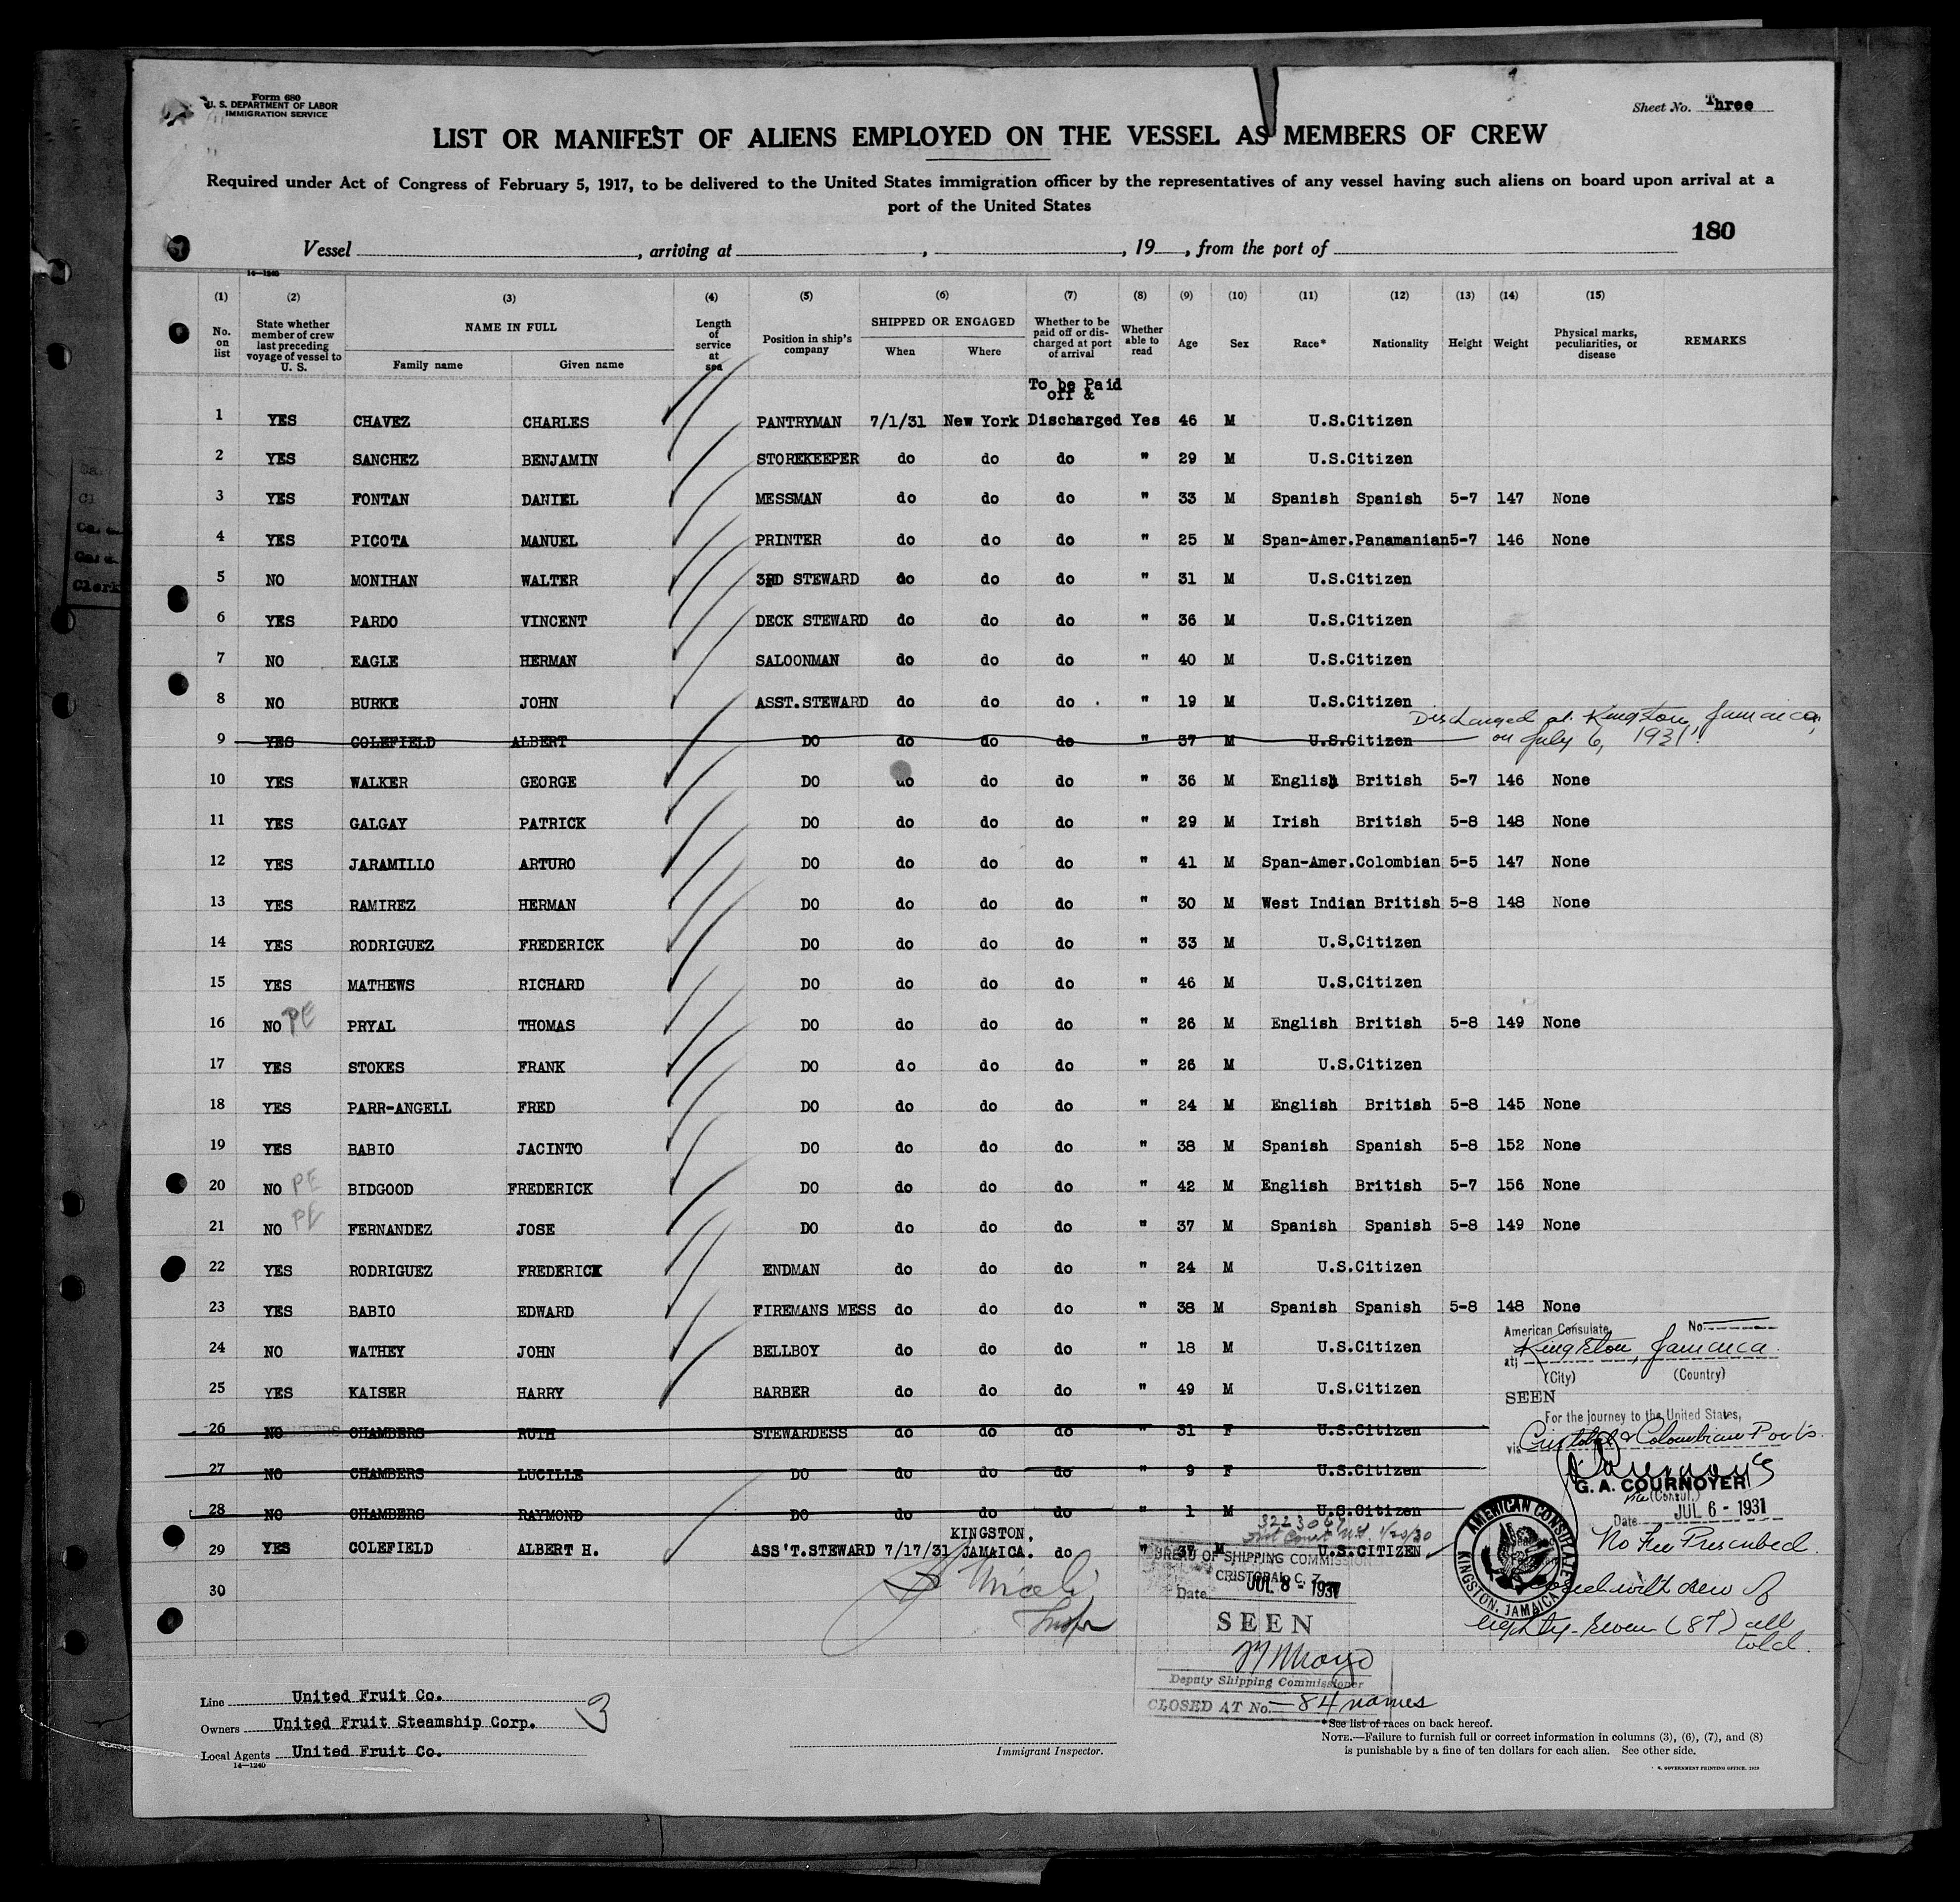 Form 680
U. S. DEPARTMENT OF LABOR
IMMIGRATION SERVICE
Sheet No. Three
LIST OR MANIFEST OF ALIENS EMPLOYED ON THE VESSEL AS MEMBERS OF CREW
Required under Act of Congress of February 5, 1917, to be delivered to the United States immigration officer by the representatives of any vessel having such aliens on board upon arrival at a
port of the United States
180
Vessel , arriving at , , 19 , from the port of
14—1240
(1) (2) (3) (4) (5) (6) (7) (8) (9) (10) (11) (12) (13) (14) (15)
No. on list State whether member of crew last preceding voyage of vessel to U. S. NAME IN FULL Family name Given name Length of service at sea Position in ship's company SHIPPED OR ENGAGED When Where Whether to be paid off or discharged at port of arrival Whether able to read Age Sex Race* Nationality Height Weight Physical marks, peculiarities, or disease REMARKS
To be Paid
off &
1 YES CHAVEZ CHARLES PANTRYMAN 7/1/31 New York Discharged Yes 46 M U.S.Citizen
2 YES SANCHEZ BENJAMIN STOREKEEPER do do do " 29 M U.S.Citizen
3 YES FONTAN DANIEL MESSMAN do do do " 33 M Spanish Spanish 5-7 147 None
4 YES PICOTA MANUEL PRINTER do do do " 25 M Span-Amer.Panamanian 5-7 146 None
5 NO MONIHAN WALTER 3RD STEWARD do do do " 31 M U.S.Citizen
6 YES PARDO VINCENT DECK STEWARD do do do " 36 M U.S.Citizen
7 NO EAGLE HERMAN SALOONMAN do do do " 40 M U.S.Citizen
8 NO BURKE JOHN ASST.STEWARD do do do " 19 M U.S.Citizen
Discharged at Kingston, Jamaica,
9 YES COLEFIELD ALBERT DO do do do " 37 M U.S.Citizen on July 6, 1931.
10 YES WALKER GEORGE DO do do do " 36 M English British 5-7 146 None
11 YES GALGAY PATRICK DO do do do " 29 M Irish British 5-8 148 None
12 YES JARAMILLO ARTURO DO do do do " 41 M Span-Amer.Colombian 5-5 147 None
13 YES RAMIREZ HERMAN DO do do do " 30 M West Indian British 5-8 148 None
14 YES RODRIGUEZ FREDERICK DO do do do " 33 M U.S.Citizen
15 YES MATHEWS RICHARD DO do do do " 46 M U.S.Citizen
16 NO PE PRYAL THOMAS DO do do do " 26 M English British 5-8 149 None
17 YES STOKES FRANK DO do do do " 26 M U.S.Citizen
18 YES PARR-ANGELL FRED DO do do do " 24 M English British 5-8 145 None
19 YES BABIO JACINTO DO do do do " 38 M Spanish Spanish 5-8 152 None
20 NO PE BIDGOOD FREDERICK DO do do do " 42 M English British 5-7 156 None
21 NO PE FERNANDEZ JOSE DO do do do " 37 M Spanish Spanish 5-8 149 None
22 YES RODRIGUEZ FREDERICK ENDMAN do do do " 24 M U.S.Citizen
23 YES BABIO EDWARD FIREMANS MESS do do do " 38 M Spanish Spanish 5-8 148 None
24 NO WATHEY JOHN BELLBOY do do do " 18 M U.S.Citizen
25 YES KAISER HARRY BARBER do do do " 49 M U.S.Citizen
26 NO CHAMBERS RUTH STEWARDESS do do do " 31 F U.S.Citizen
27 NO CHAMBERS LUCILLE DO do do do " 9 F U.S.Citizen
28 NO CHAMBERS RAYMOND DO do do do " 1 M U.S.Citizen
KINGSTON,
29 YES COLEFIELD ALBERT H. ASS'T.STEWARD 7/17/31 JAMAICA. do " 37 M U.S.CITIZEN
30
American Consulate, No
at Kingston, Jamaica.
(City) (Country)
SEEN
For the journey to the United States,
via Cristobal & Colombian Ports.
G. A. COURNOYER
Vice (Consul.)
Date JUL 6 - 1931
No Fee Prescribed.
AMERICAN CONSULATE
KINGSTON, JAMAICA
vessel with crew of
eighty-seven (87) all
told.
BUREAU OF SHIPPING COMMISSIONER
CRISTOBAL C. Z.
Date JUL 8 - 1931
SEEN
Deputy Shipping Commissioner
CLOSED AT No. — 84 names
Line United Fruit Co.
Owners United Fruit Steamship Corp.
Local Agents United Fruit Co.
14—1240
3
Immigrant Inspector.
*See list of races on back hereof.
NOTE.—Failure to furnish full or correct information in columns (3), (6), (7), and (8)
is punishable by a fine of ten dollars for each alien. See other side.
U. S. GOVERNMENT PRINTING OFFICE, 1929